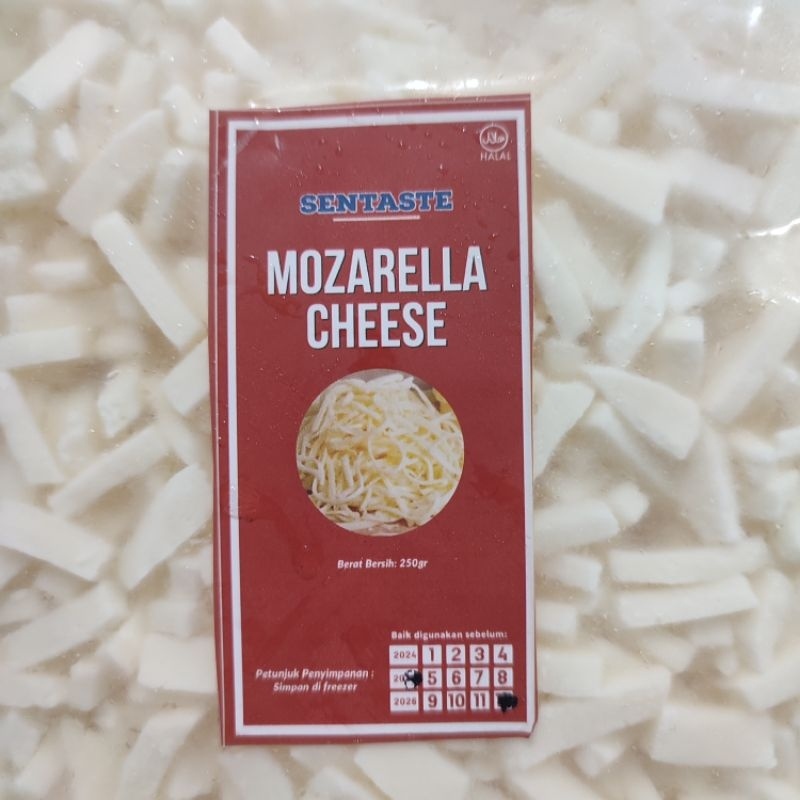 HALAL
SENTASTE
MOZARELLA
CHEESE
Berat Bersih: 250gr
Baik digunakan sebelum:
2024 1 2 3 4
5 6 7 8
2026 9 10 11
Petunjuk Penyimpanan :
Simpan di freezer